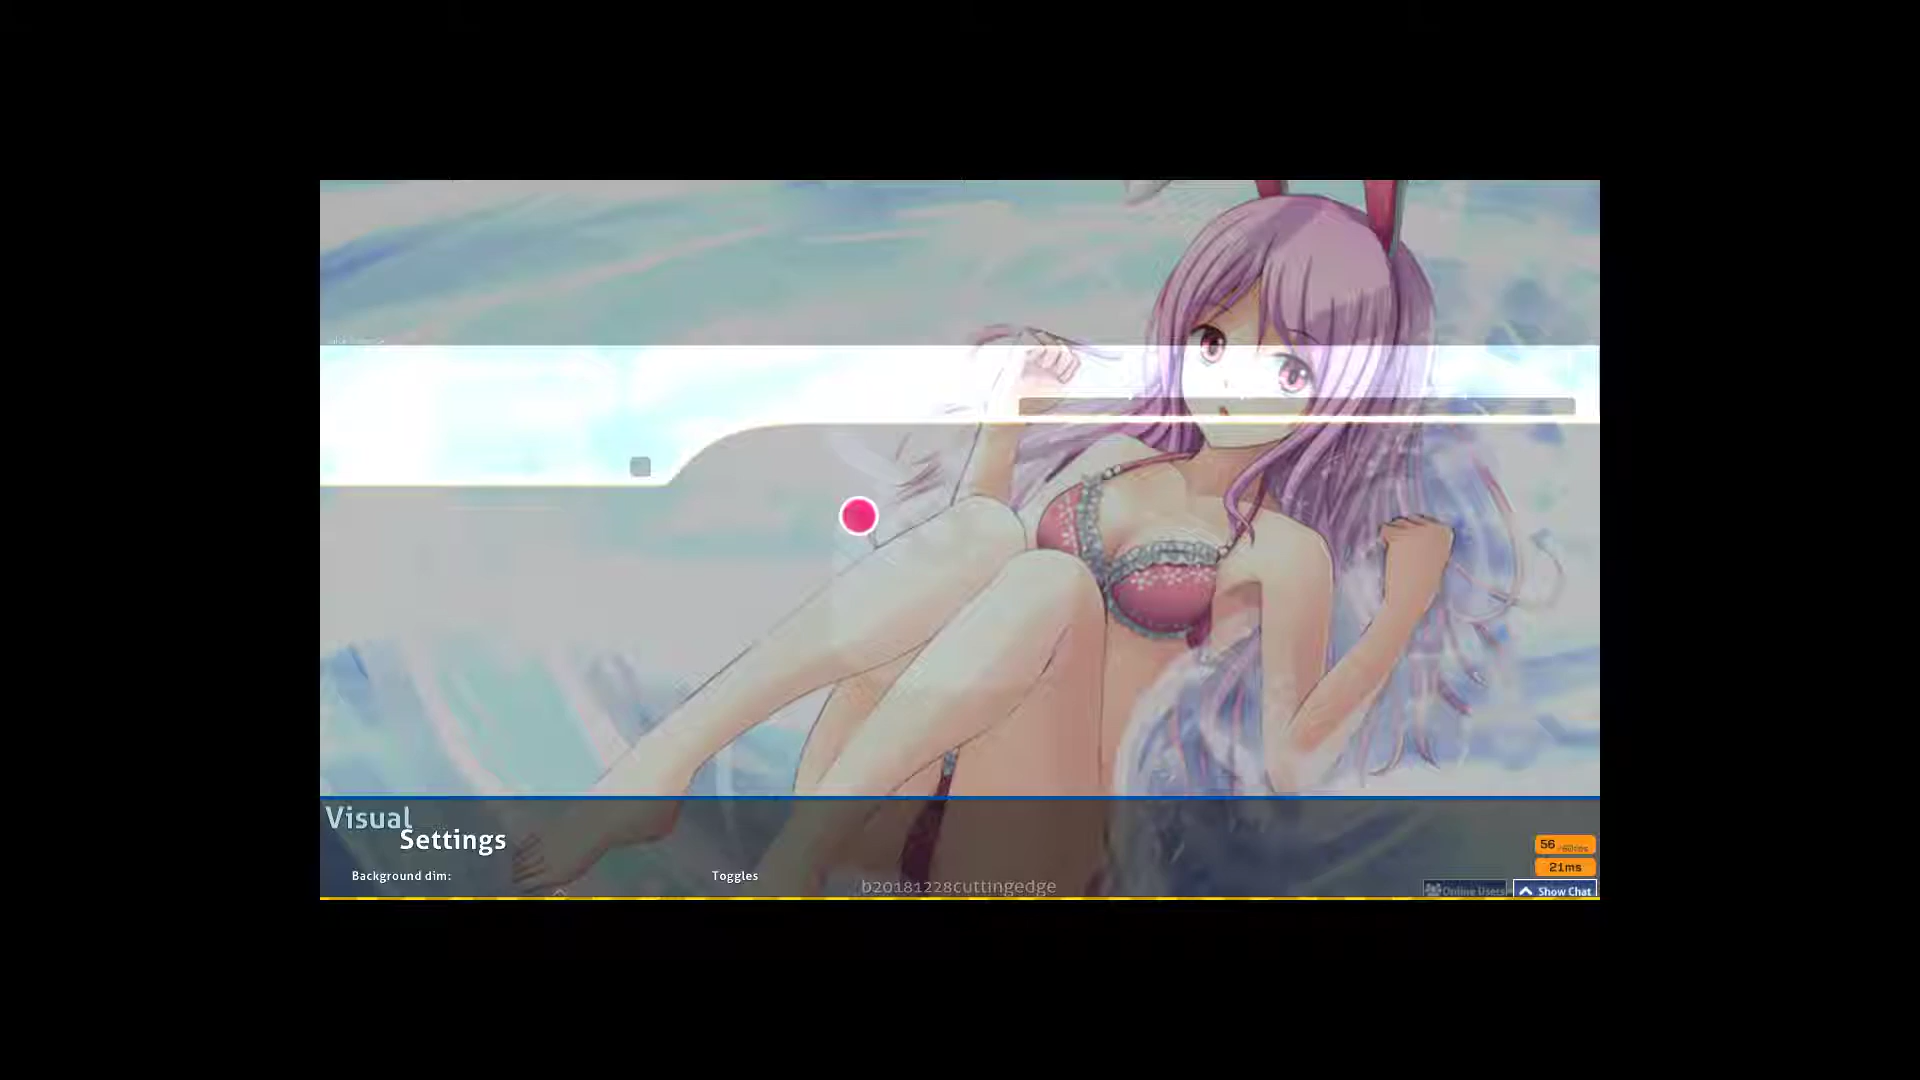 Visual
Settings
56
21ms
Background dim:
Toggles
b20181228cuttingedge
Online Users
Show Chat